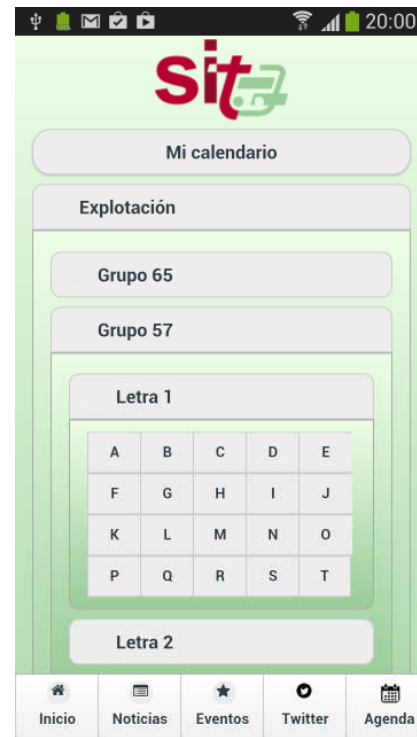 20:00
sit
Mi calendario
Explotación
Grupo 65
Grupo 57
Letra 1
A B C D E
F G H I J
K L M N O
P Q R S T
Letra 2
Inicio Noticias Eventos Twitter Agenda